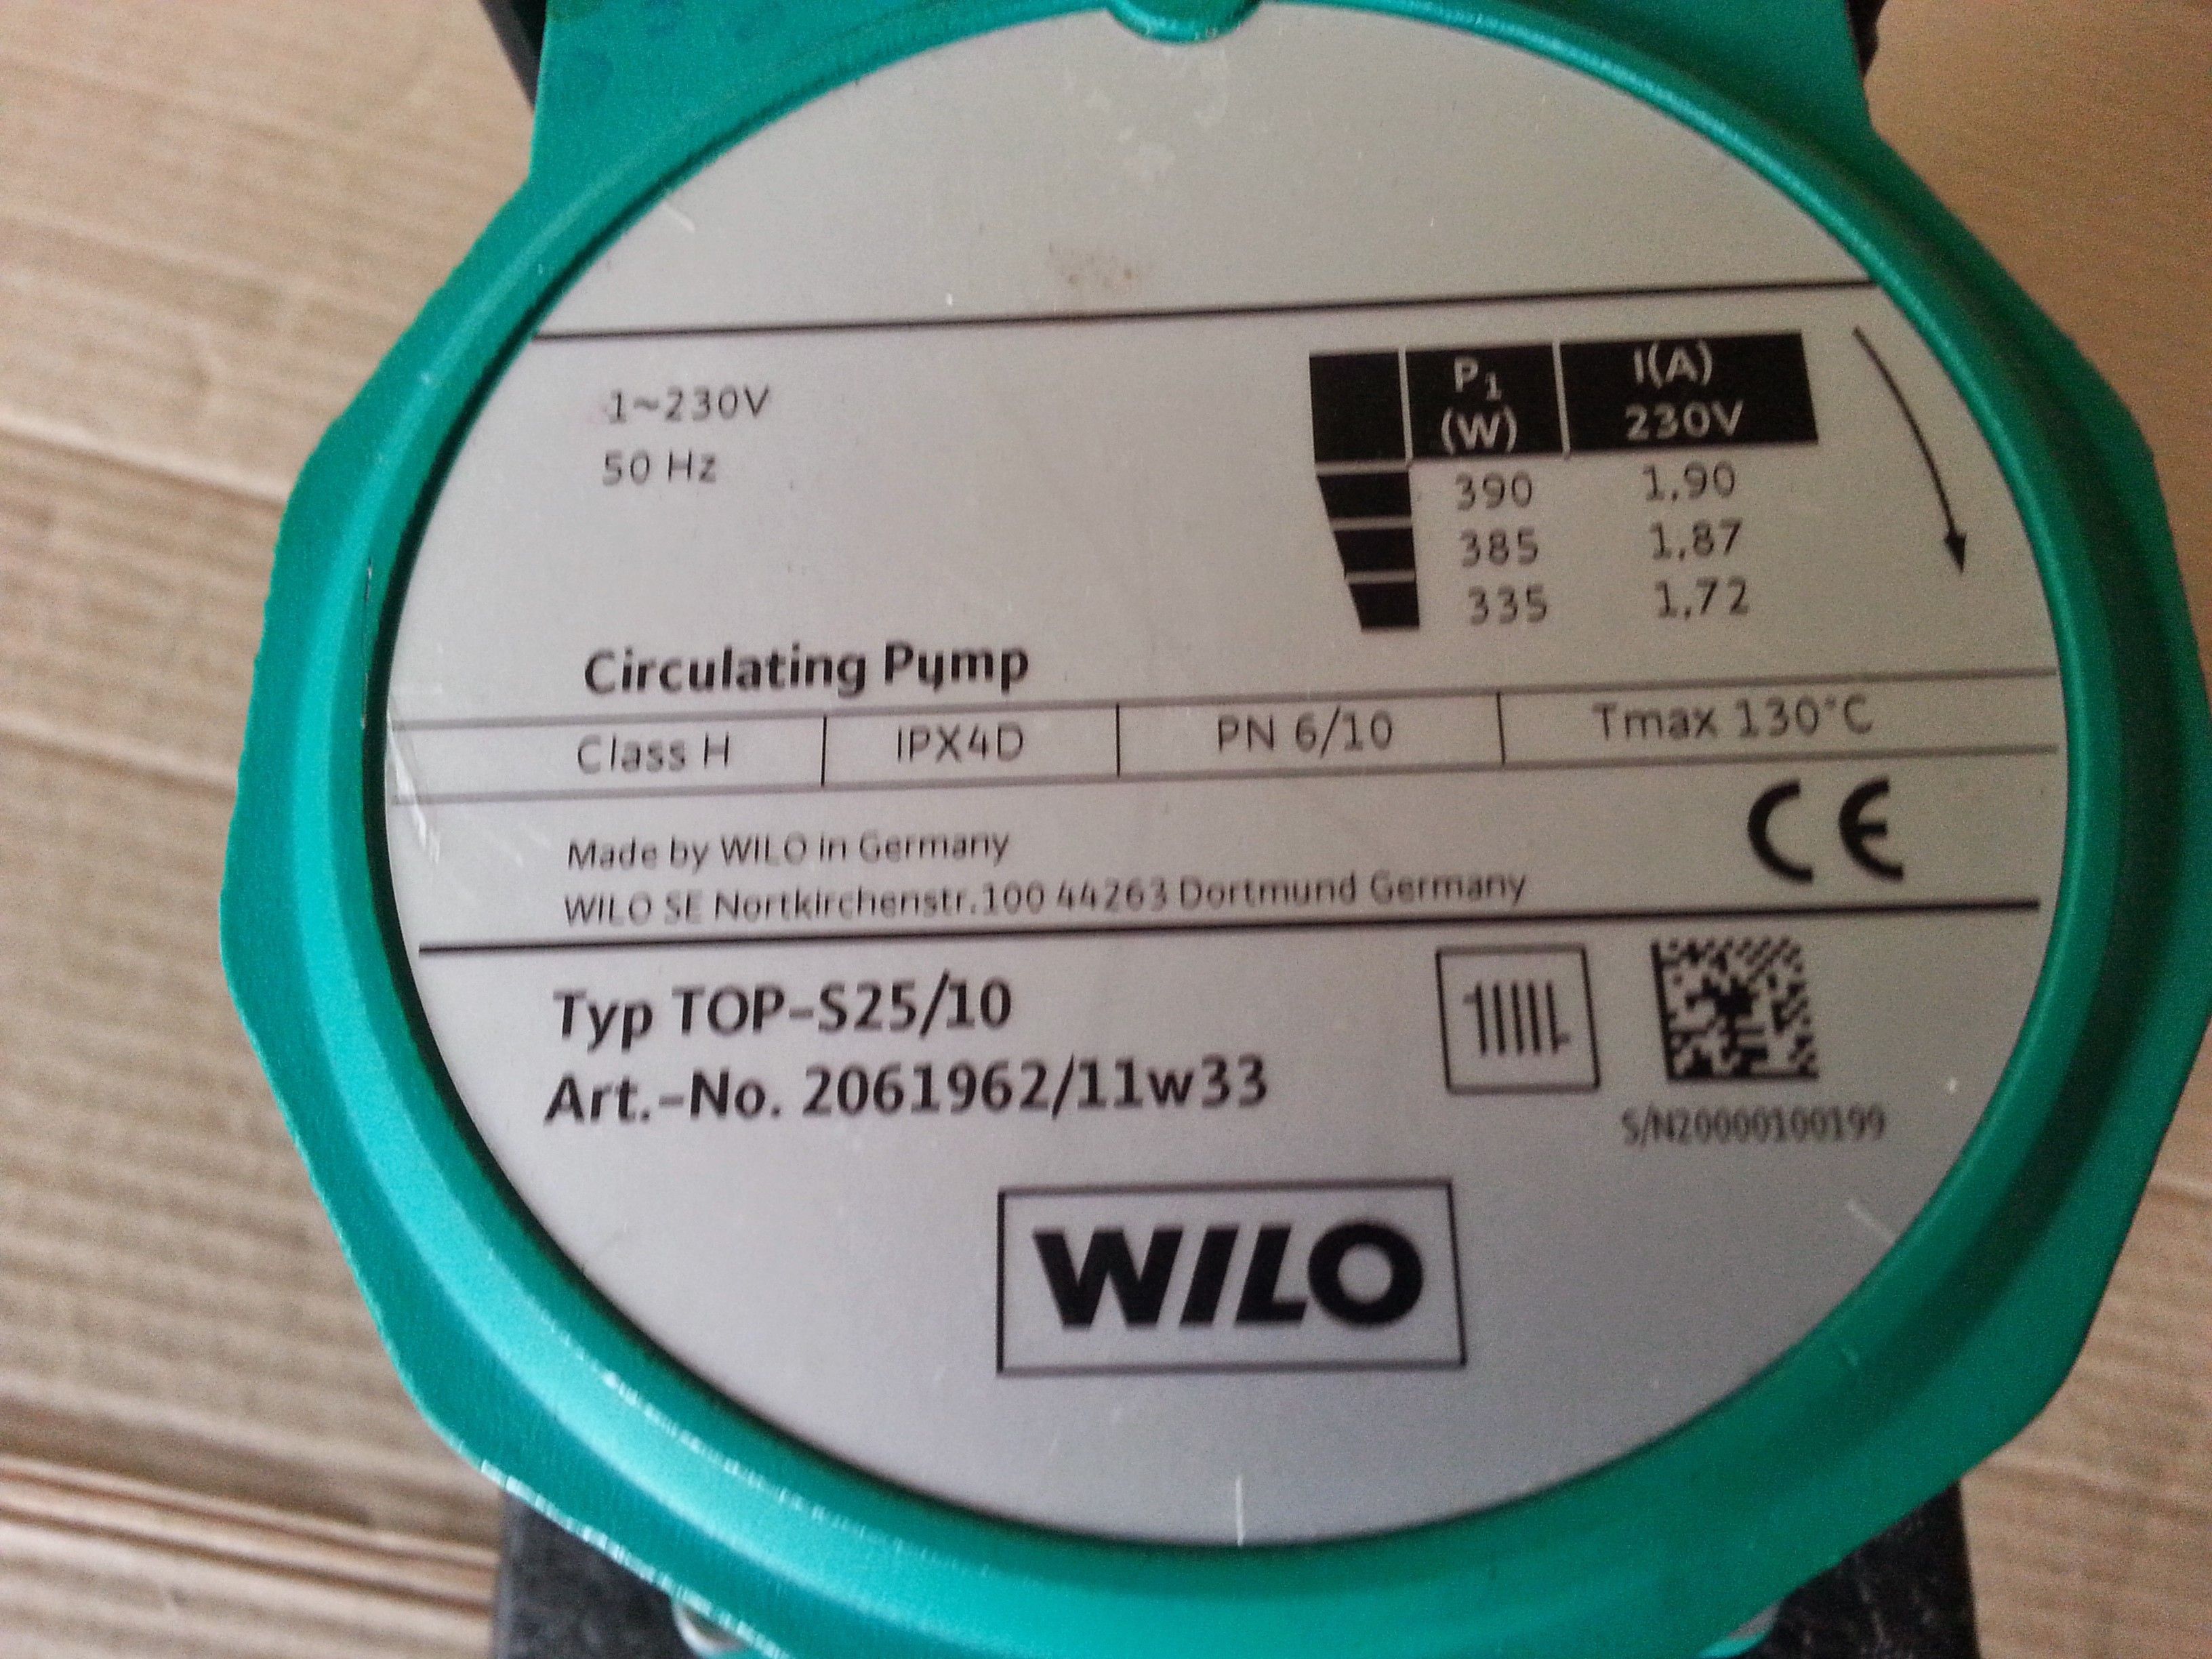 1~230V
50 Hz
P1 (W) I(A) 230V
390 1,90
385 1,87
335 1,72
Circulating Pump
Class H IPX4D PN 6/10 Tmax 130°C
Made by WILO in Germany
WILO SE Nortkirchenstr.100 44263 Dortmund Germany
CE
Typ TOP-S25/10
Art.-No. 2061962/11w33
S/N20000100199
WILO